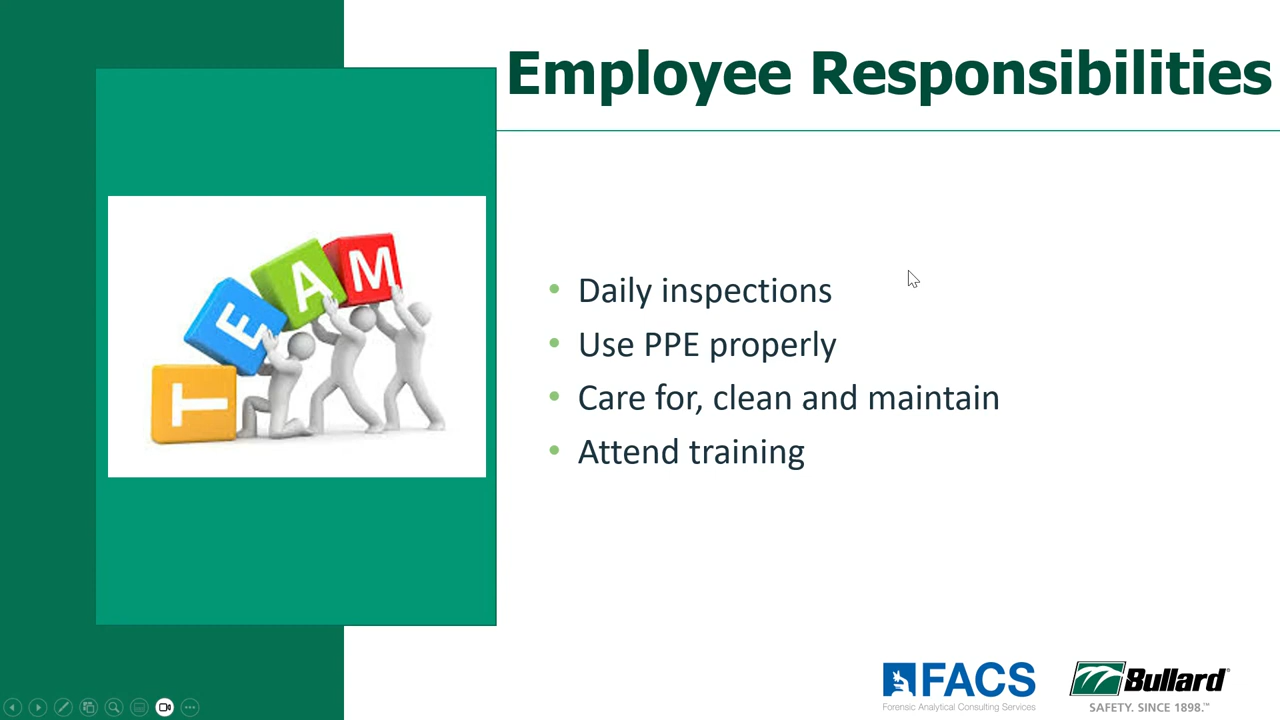 Employee Responsibilities
T E A M
• Daily inspections
• Use PPE properly
• Care for, clean and maintain
• Attend training
FACS
Forensic Analytical Consulting Services
Bullard®
SAFETY. SINCE 1898.™